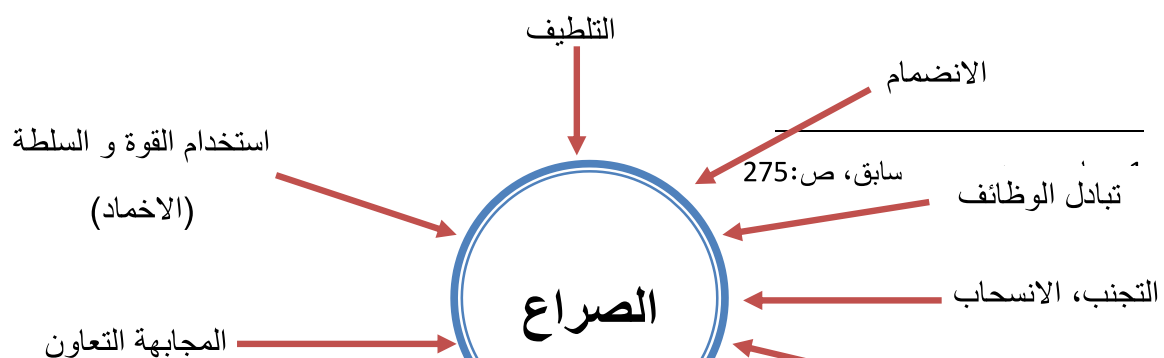 التلطيف
الانضمام
استخدام القوة و السلطة
(الاخماد)
سابق، ص:275
تبادل الوظائف
التجنب، الانسحاب
الصراع
المجابهة التعاون